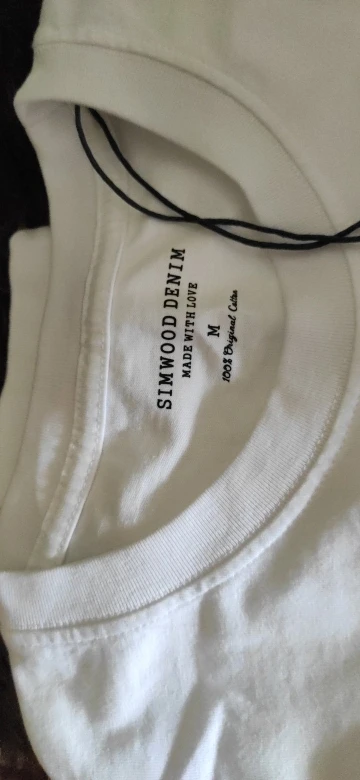 SIMWOOD DENIM
MADE WITH LOVE
M
100% Original Cotton